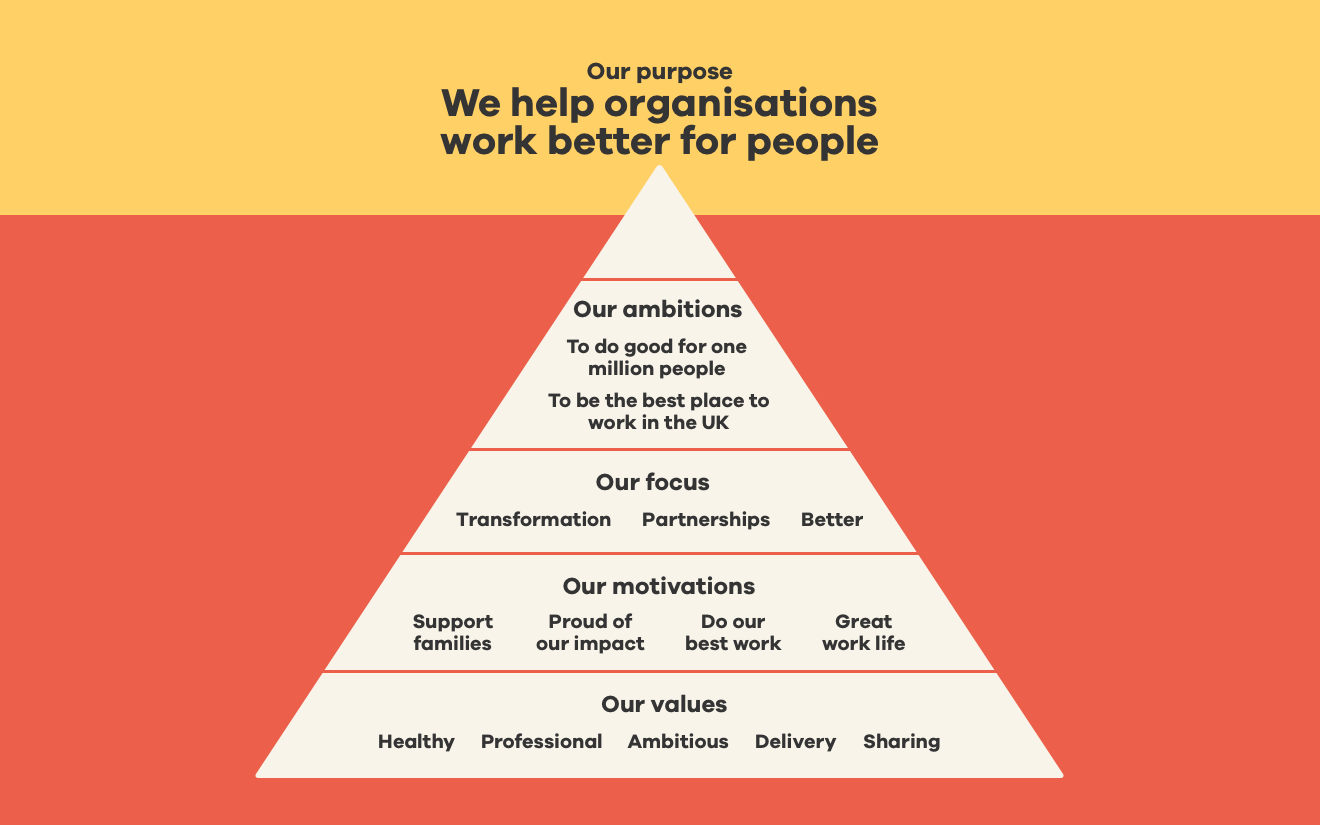 Our purpose
We help organisations
work better for people
Our ambitions
To do good for one
million people
To be the best place to
work in the UK
Our focus
Transformation Partnerships Better
Our motivations
Support families
Proud of our impact
Do our best work
Great work life
Our values
Healthy Professional Ambitious Delivery Sharing